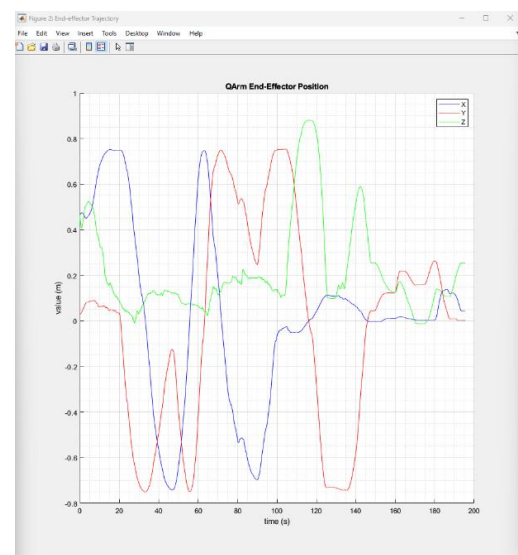 Figure 2: End-effector Trajectory
File Edit View Insert Tools Desktop Window Help
QArm End-Effector Position
X
Y
Z
1
0.8
0.6
0.4
0.2
0
-0.2
-0.4
-0.6
-0.8
value (m)
0 20 40 60 80 100 120 140 160 180 200
time (s)